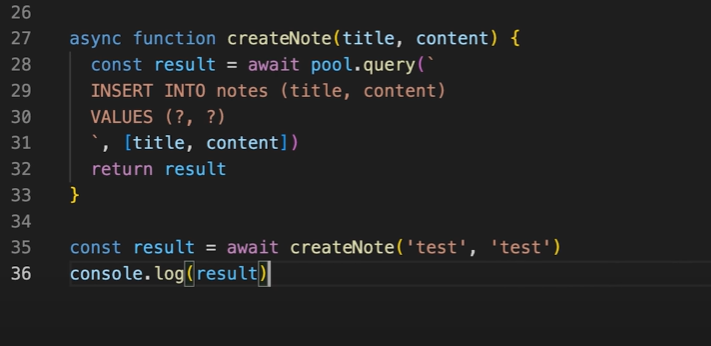 26
27 async function createNote(title, content) {
28 const result = await pool.query(`
29 INSERT INTO notes (title, content)
30 VALUES (?, ?)
31 `, [title, content])
32 return result
33 }
34
35 const result = await createNote('test', 'test')
36 console.log(result)